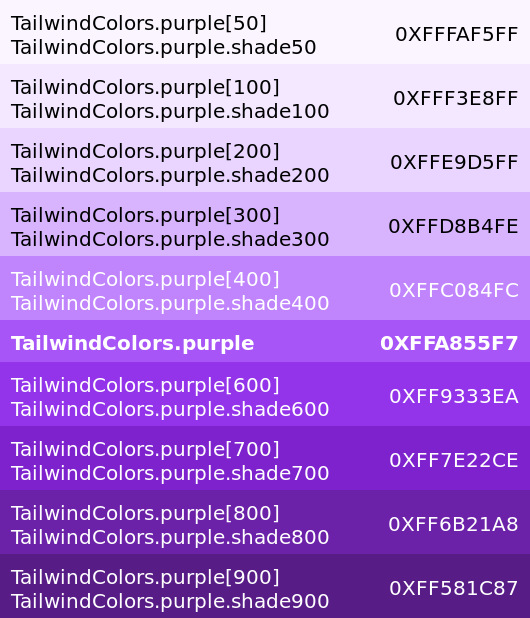 TailwindColors.purple[50]
TailwindColors.purple.shade50
0XFFFAF5FF
TailwindColors.purple[100]
TailwindColors.purple.shade100
0XFFF3E8FF
TailwindColors.purple[200]
TailwindColors.purple.shade200
0XFFE9D5FF
TailwindColors.purple[300]
TailwindColors.purple.shade300
0XFFD8B4FE
TailwindColors.purple[400]
TailwindColors.purple.shade400
0XFFC084FC
TailwindColors.purple
0XFFA855F7
TailwindColors.purple[600]
TailwindColors.purple.shade600
0XFF9333EA
TailwindColors.purple[700]
TailwindColors.purple.shade700
0XFF7E22CE
TailwindColors.purple[800]
TailwindColors.purple.shade800
0XFF6B21A8
TailwindColors.purple[900]
TailwindColors.purple.shade900
0XFF581C87